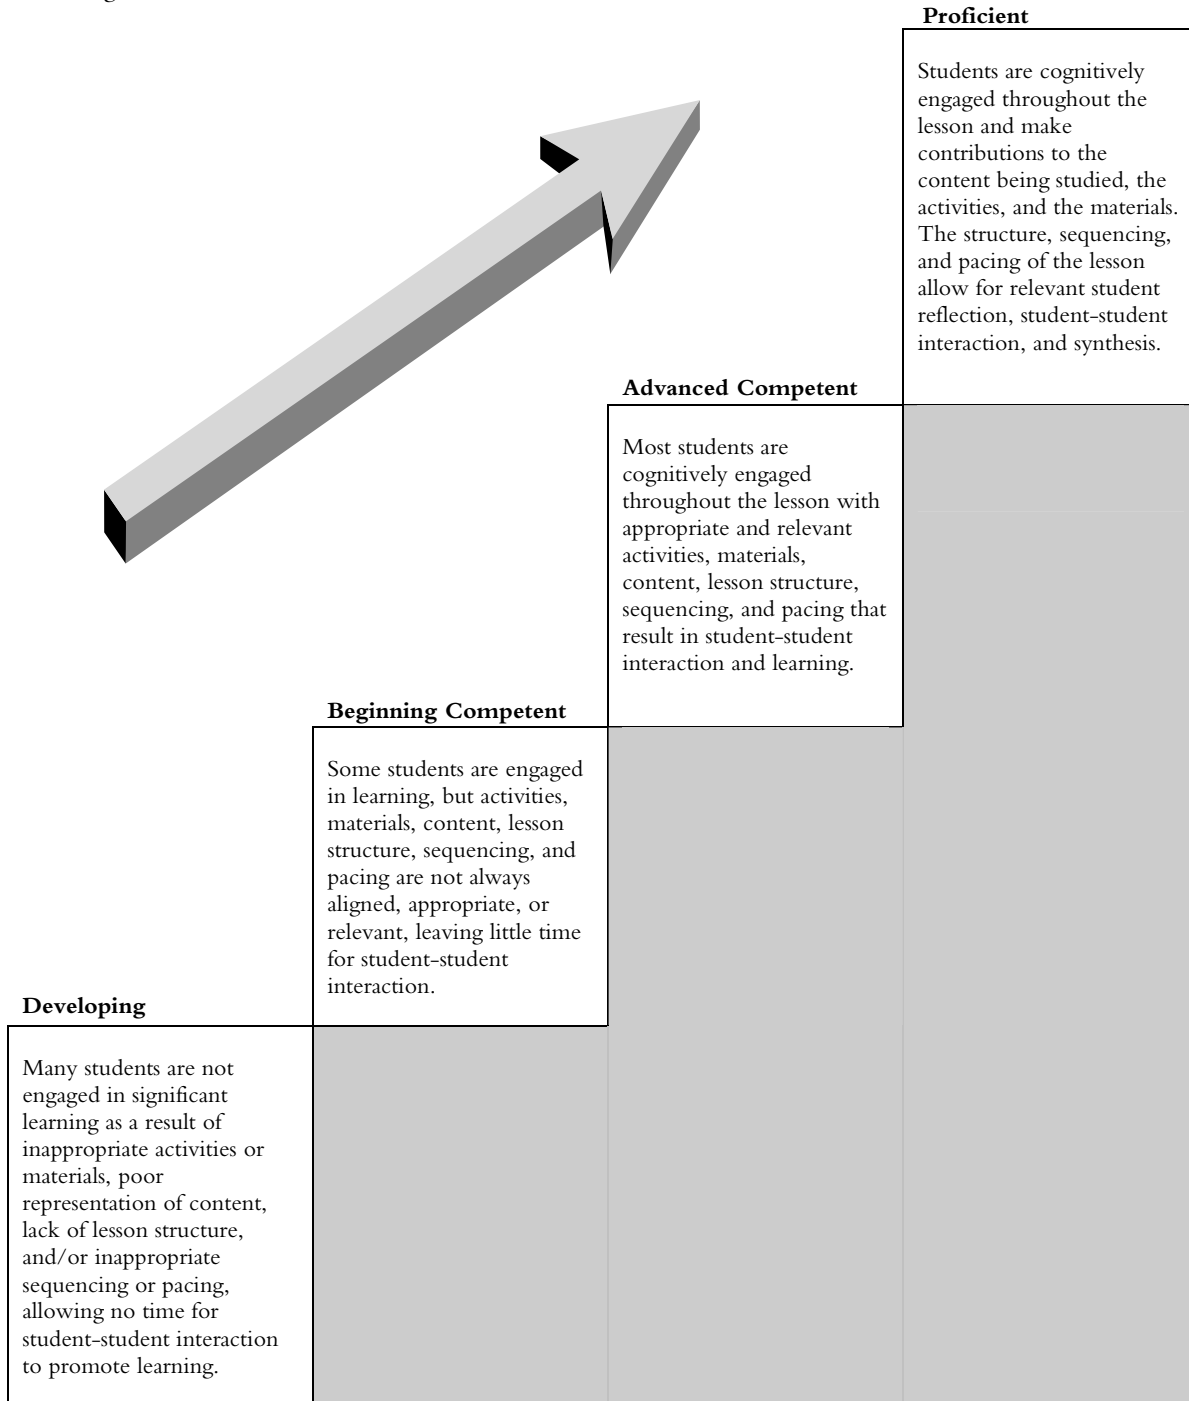 Proficient
Students are cognitively
engaged throughout the
lesson and make
contributions to the
content being studied, the
activities, and the materials.
The structure, sequencing,
and pacing of the lesson
allow for relevant student
reflection, student-student
interaction, and synthesis.
Advanced Competent
Most students are
cognitively engaged
throughout the lesson with
appropriate and relevant
activities, materials,
content, lesson structure,
sequencing, and pacing that
result in student-student
interaction and learning.
Beginning Competent
Some students are engaged
in learning, but activities,
materials, content, lesson
structure, sequencing, and
pacing are not always
aligned, appropriate, or
relevant, leaving little time
for student-student
interaction.
Developing
Many students are not
engaged in significant
learning as a result of
inappropriate activities or
materials, poor
representation of content,
lack of lesson structure,
and/or inappropriate
sequencing or pacing,
allowing no time for
student-student interaction
to promote learning.